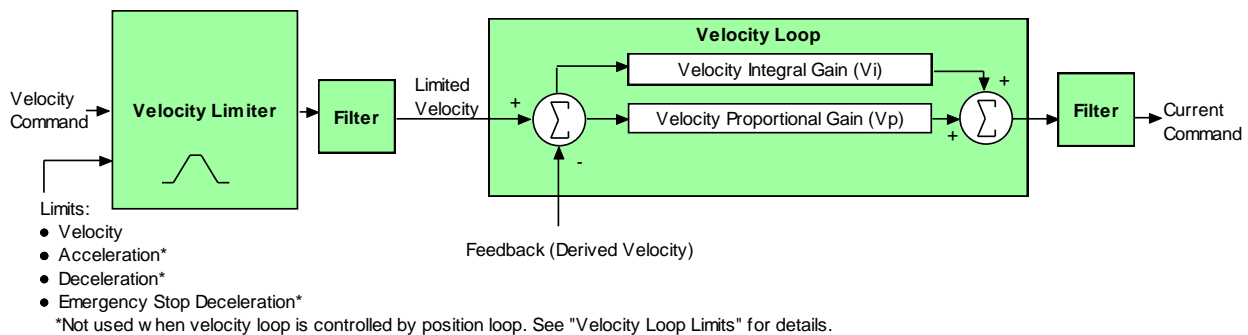 Velocity Loop
Velocity Integral Gain (Vi)
+
Velocity
Command
Velocity Limiter
Filter
Limited
Velocity
+
Σ
Velocity Proportional Gain (Vp)
+
Σ
Filter
Current
Command
-
Limits:
● Velocity
● Acceleration*
● Deceleration*
● Emergency Stop Deceleration*
Feedback (Derived Velocity)
*Not used when velocity loop is controlled by position loop. See "Velocity Loop Limits" for details.